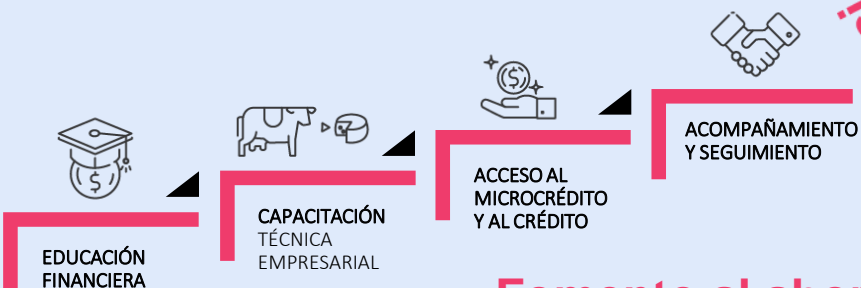 EDUCACIÓN
FINANCIERA
CAPACITACIÓN
TÉCNICA
EMPRESARIAL
ACCESO AL
MICROCRÉDITO
Y AL CRÉDITO
ACOMPAÑAMIENTO
Y SEGUIMIENTO